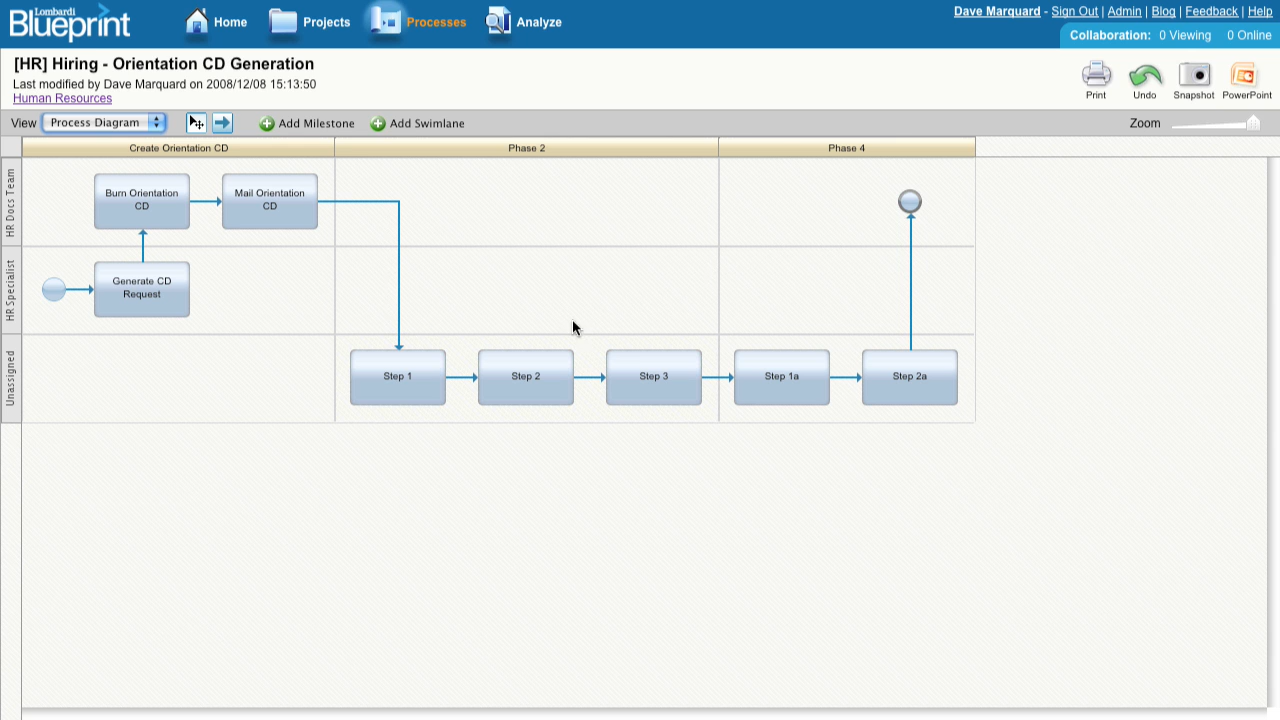 Lombardi
Blueprint
Home
Projects
Processes
Analyze
Dave Marquard - Sign Out | Admin | Blog | Feedback | Help
Collaboration: 0 Viewing 0 Online
[HR] Hiring - Orientation CD Generation
Last modified by Dave Marquard on 2008/12/08 15:13:50
Human Resources
Print
Undo
Snapshot
PowerPoint
View
Process Diagram
Add Milestone
Add Swimlane
Zoom
Create Orientation CD
Phase 2
Phase 4
HR Docs Team
Burn Orientation
CD
Mail Orientation
CD
HR Specialist
Generate CD
Request
Unassigned
Step 1
Step 2
Step 3
Step 1a
Step 2a